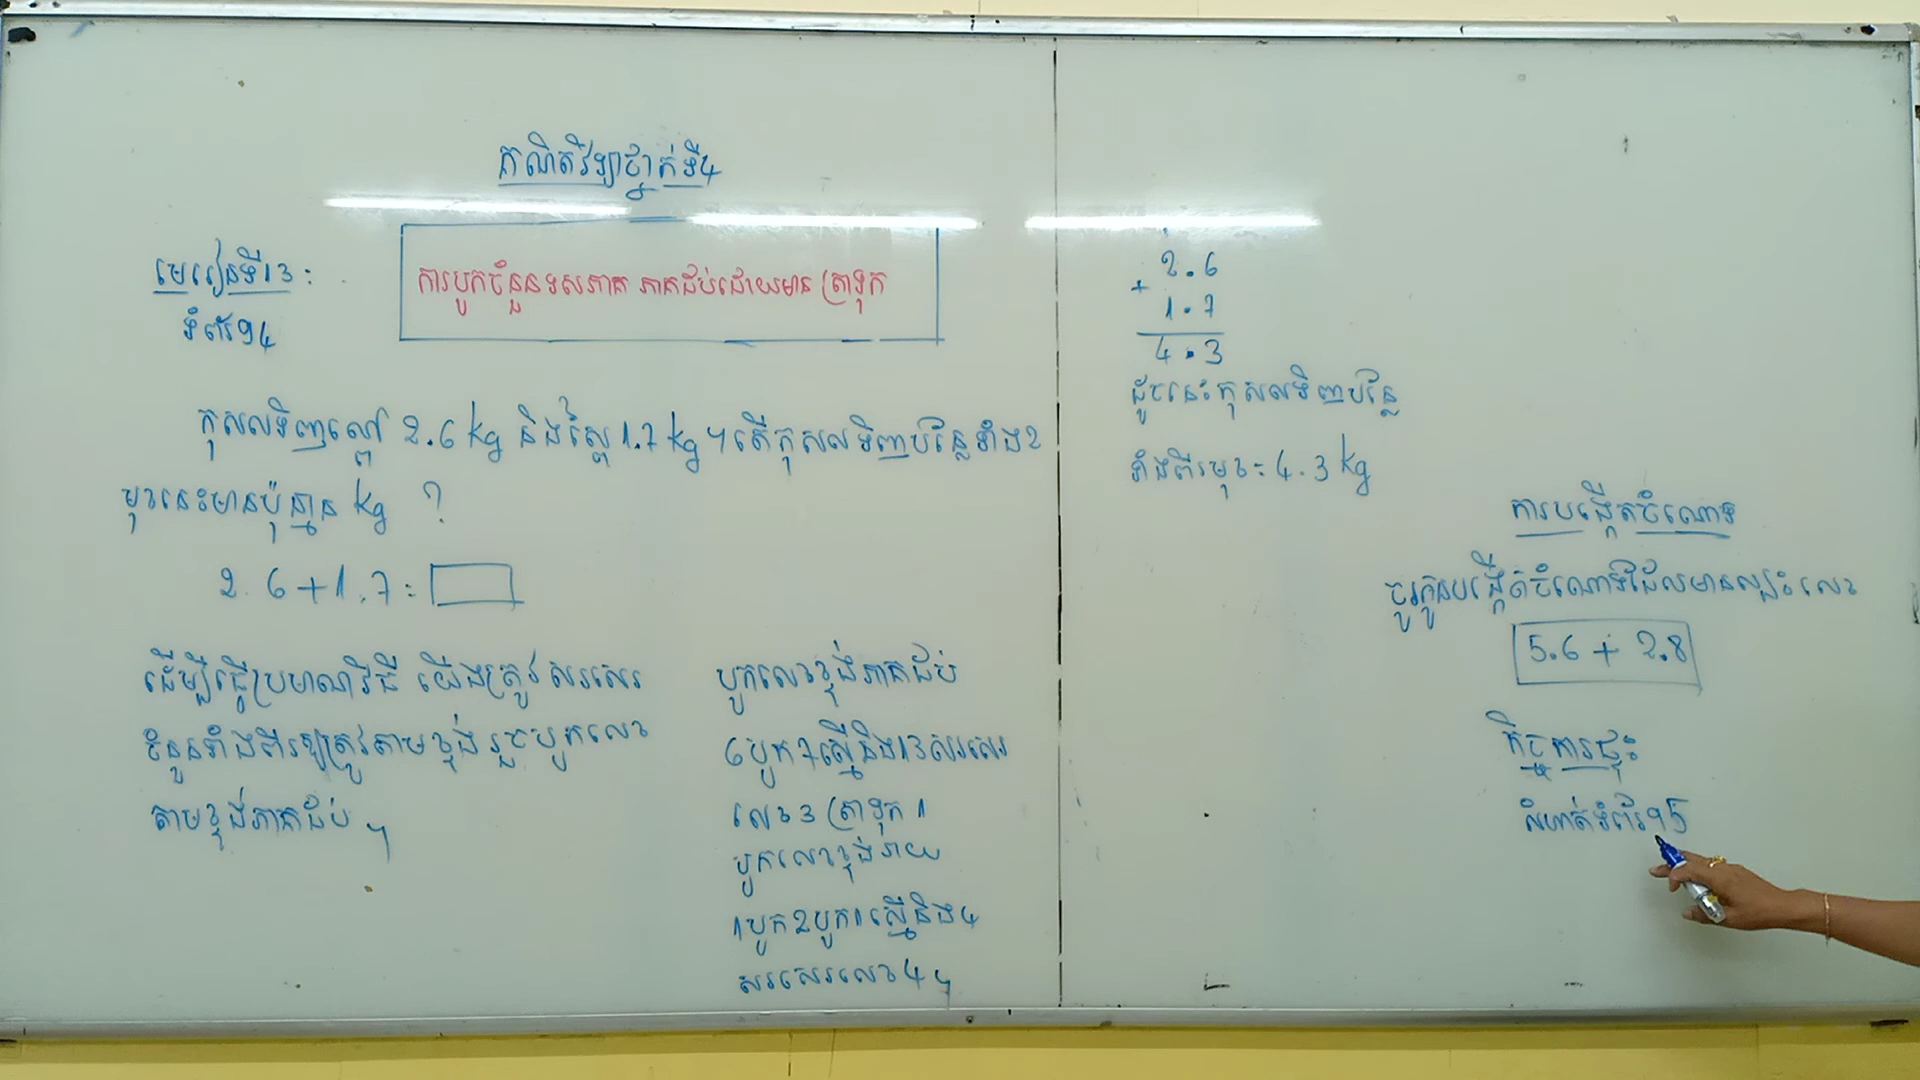 គណិតវិទ្យាថ្នាក់ទី4
មេរៀនទី13:
ទំព័រ94
ការបូកចំនួនទសភាគ ភាគដប់ដោយមានត្រាទុក
កុសលទិញល្ពៅ 2.6 kg និងស្ពៃ 1.7 kg ។ តើកុសលទិញបន្លែទាំង2
មុខនេះមានប៉ុន្មាន kg ?
2.6+1.7=
ដើម្បីធ្វើប្រមាណវិធី យើងត្រូវសរសេរ
ចំនួនទាំងពីរឲ្យត្រូវតាមខ្ទង់ រួចបូកលេខ
តាមខ្ទង់ភាគដប់ ។
បូកលេខខ្ទង់ភាគដប់
6បូក7ស្មើនិង13សរសេរ
លេខ3 ត្រាទុក 1
បូកលេខខ្ទង់រាយ
1បូក2បូក1ស្មើនិង4
សរសេរលេខ4 ។
2.6
+
1.7
4.3
ដូចនេះកុសលទិញបន្លែ
ទាំងពីរមុខ = 4.3 kg
ការបង្កើតចំណោទ
ចូរកូនបង្កើតចំណោទដែលមានល្បះលេខ
5.6 + 2.8
កិច្ចការផ្ទះ
លំហាត់ទំព័រ95